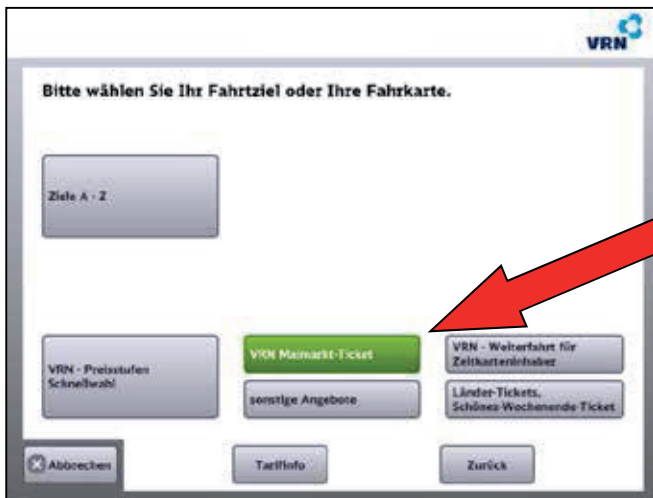 VRN
Bitte wählen Sie Ihr Fahrtziel oder Ihre Fahrkarte.
Ziele A - Z
VRN - Preisstufen
Schnellwahl
VRN Maimarkt-Ticket
sonstige Angebote
VRN - Weiterfahrt für
Zeitkarteninhaber
Länder-Tickets,
Schönes-Wochenende-Ticket
Abbrechen
Tarifinfo
Zurück